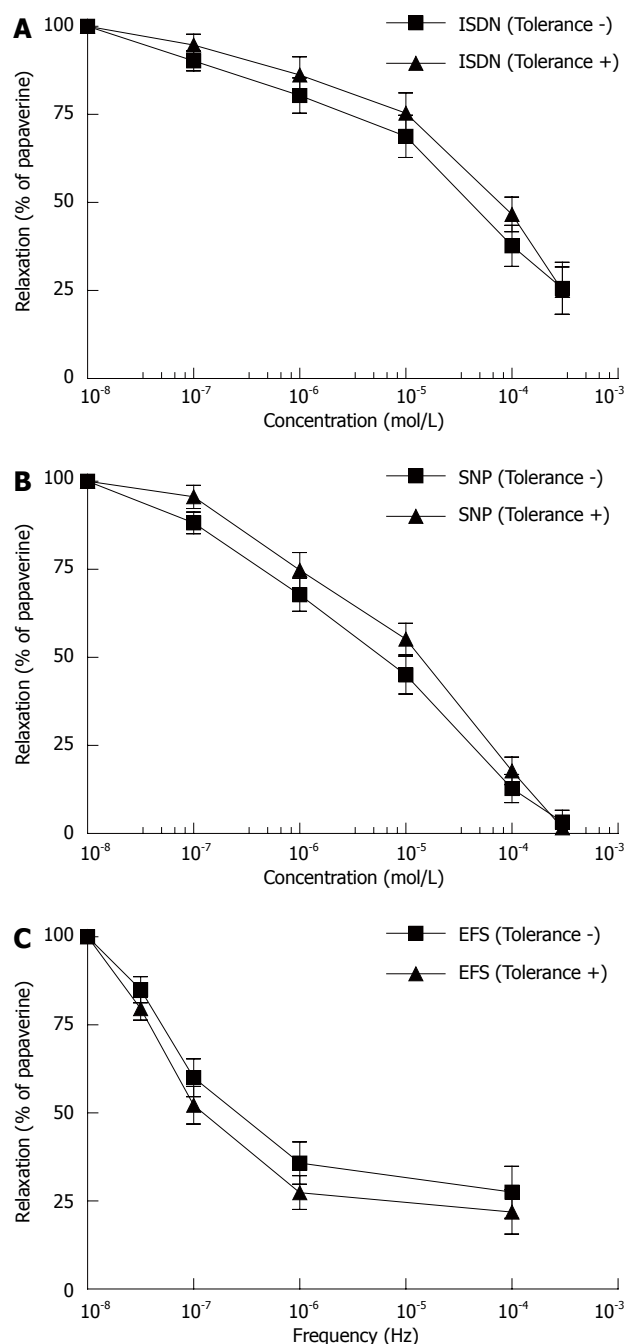 A
ISDN (Tolerance -)
ISDN (Tolerance +)
Relaxation (% of papaverine)
100
75
50
25
0
10⁻⁸ 10⁻⁷ 10⁻⁶ 10⁻⁵ 10⁻⁴ 10⁻³
Concentration (mol/L)
B
SNP (Tolerance -)
SNP (Tolerance +)
Relaxation (% of papaverine)
100
75
50
25
0
10⁻⁸ 10⁻⁷ 10⁻⁶ 10⁻⁵ 10⁻⁴ 10⁻³
Concentration (mol/L)
C
EFS (Tolerance -)
EFS (Tolerance +)
Relaxation (% of papaverine)
100
75
50
25
0
10⁻⁸ 10⁻⁷ 10⁻⁶ 10⁻⁵ 10⁻⁴ 10⁻³
Frequency (Hz)